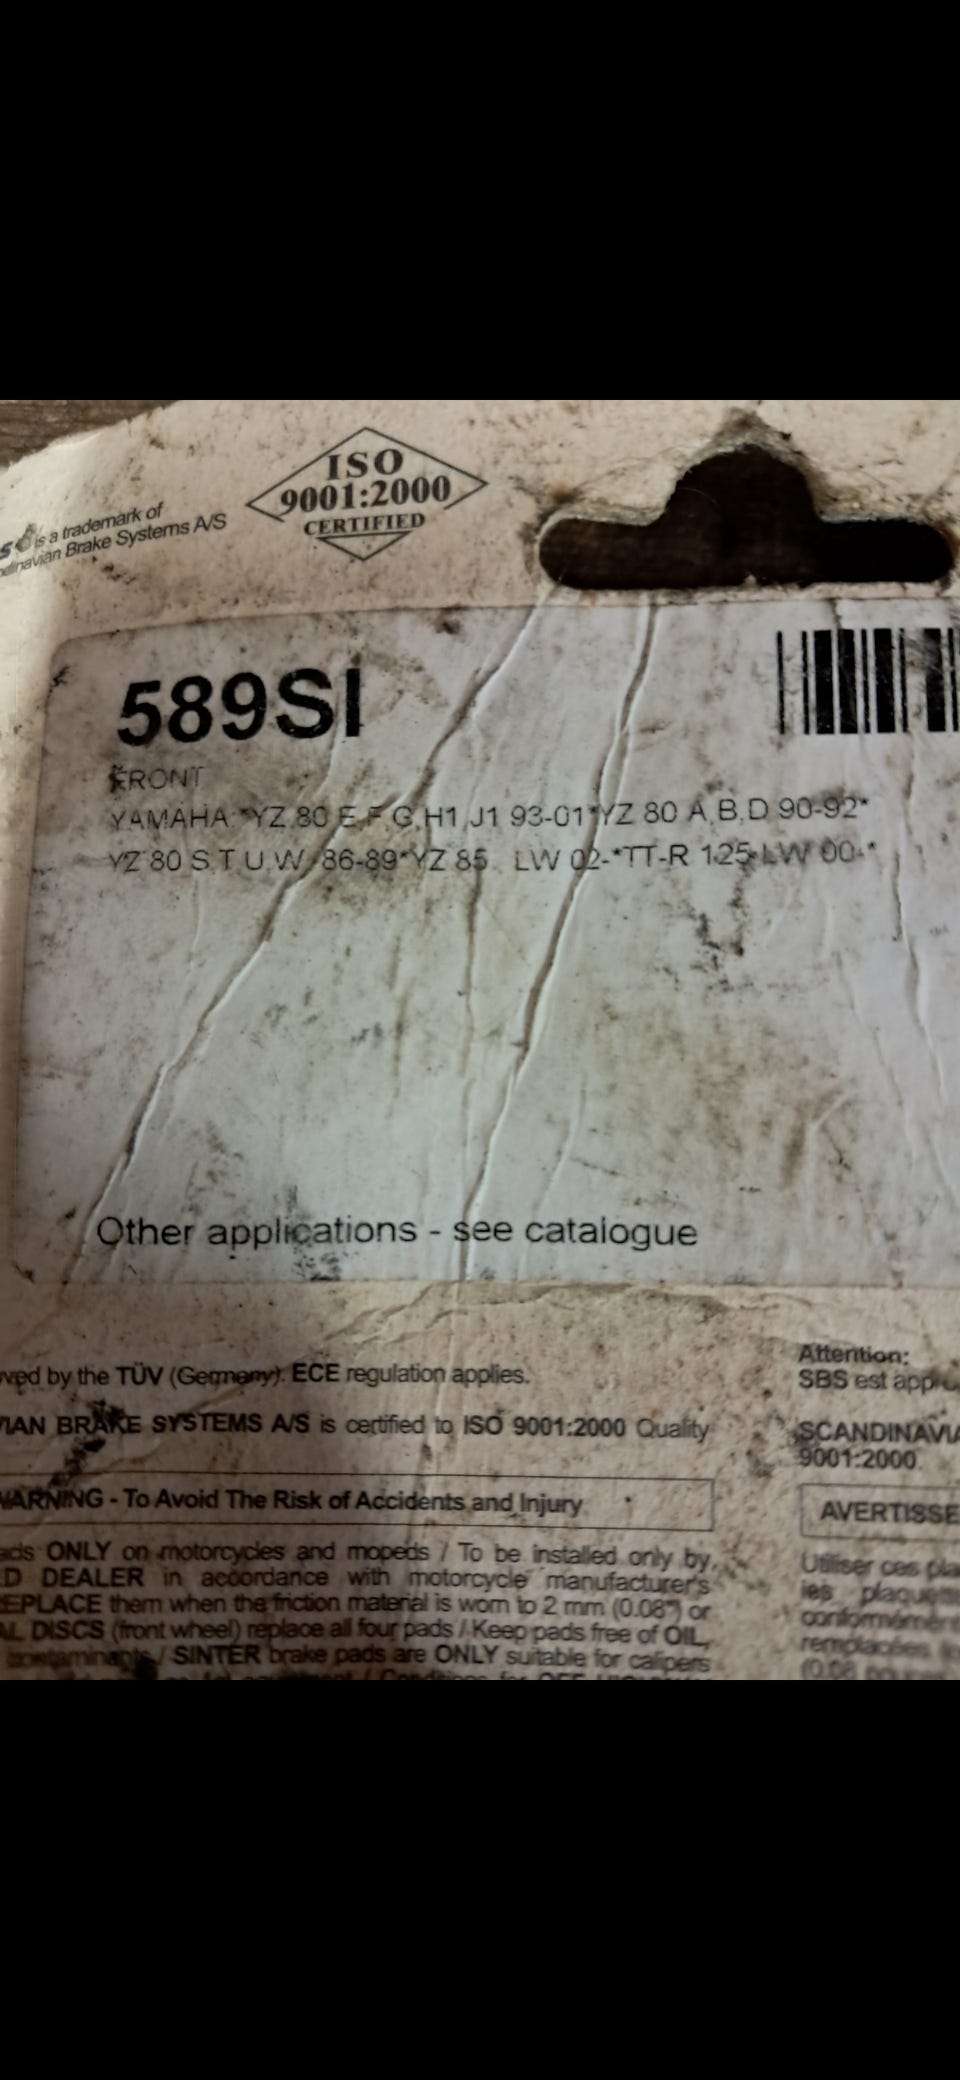 is a trademark of
Brake Systems A/S
ISO
9001:2000
CERTIFIED
589SI
FRONT
YAMAHA *YZ 80 E,F,G,H1,J1 93-01*YZ 80 A,B,D 90-92*
YZ 80 S,T,U,W, 86-89*YZ 85 LW 02-*TT-R 125 LW 00-*
Other applications - see catalogue
by the TÜV (Germany). ECE regulation applies.
BRAKE SYSTEMS A/S is certified to ISO 9001:2000 Quality
WARNING - To Avoid The Risk of Accidents and Injury
ONLY on motorcycles and mopeds / To be installed only by
DEALER in accordance with motorcycle manufacturer's
REPLACE them when the friction material is worn to 2 mm (0.08") or
DISCS (front wheel) replace all four pads / Keep pads free of OIL,
/ SINTER brake pads are ONLY suitable for calipers
Attention:
SBS est
9001:2000.
Utiliser ces
les